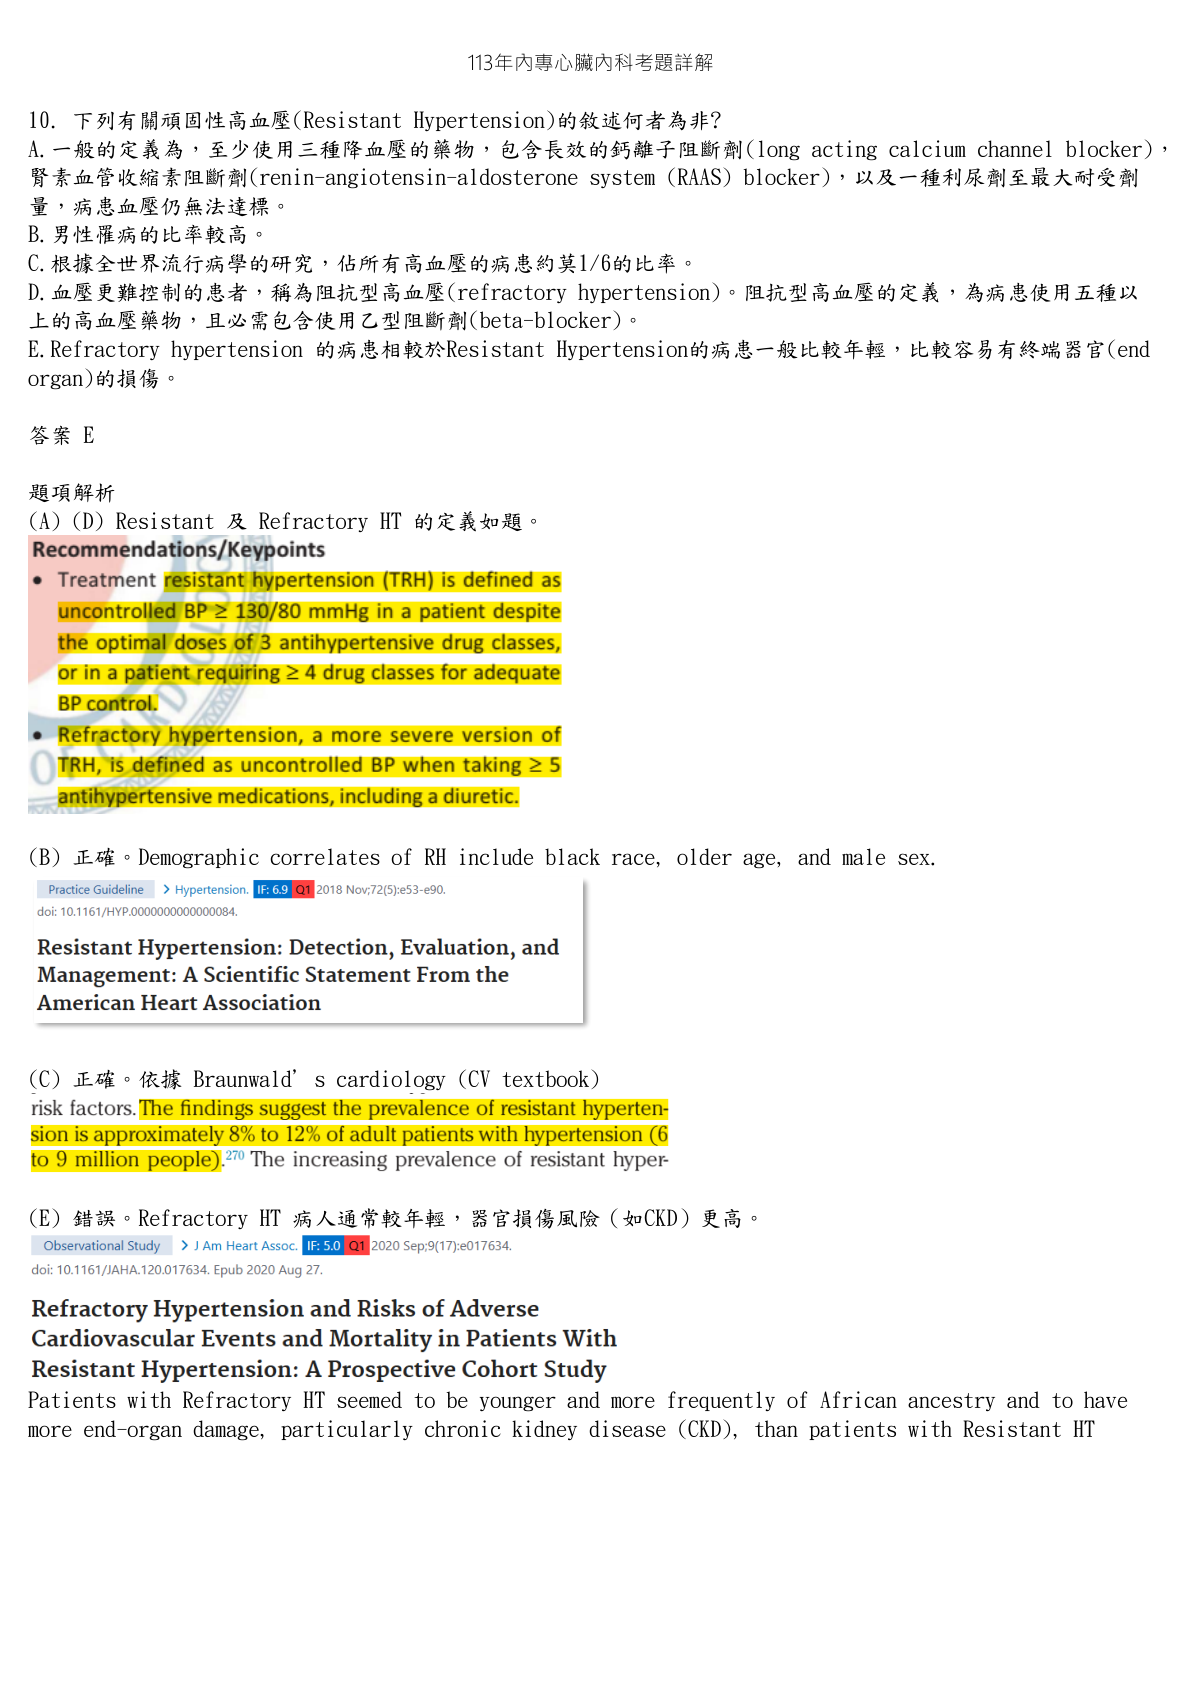 113年內專心臟內科考題詳解
10. 下列有關頑固性高血壓(Resistant Hypertension)的敘述何者為非?
A.一般的定義為，至少使用三種降血壓的藥物，包含長效的鈣離子阻斷劑(long acting calcium channel blocker)，
腎素血管收縮素阻斷劑(renin-angiotensin-aldosterone system (RAAS) blocker)，以及一種利尿劑至最大耐受劑
量，病患血壓仍無法達標。
B.男性罹病的比率較高。
C.根據全世界流行病學的研究，佔所有高血壓的病患約莫1/6的比率。
D.血壓更難控制的患者，稱為阻抗型高血壓(refractory hypertension)。阻抗型高血壓的定義，為病患使用五種以
上的高血壓藥物，且必需包含使用乙型阻斷劑(beta-blocker)。
E.Refractory hypertension 的病患相較於Resistant Hypertension的病患一般比較年輕，比較容易有終端器官(end
organ)的損傷。
答案 E
題項解析
(A)(D) Resistant 及 Refractory HT 的定義如題。
Recommendations/Keypoints
• Treatment resistant hypertension (TRH) is defined as
uncontrolled BP ≥ 130/80 mmHg in a patient despite
the optimal doses of 3 antihypertensive drug classes,
or in a patient requiring ≥ 4 drug classes for adequate
BP control.
• Refractory hypertension, a more severe version of
TRH, is defined as uncontrolled BP when taking ≥ 5
antihypertensive medications, including a diuretic.
OF CARDIOLOGY
(B) 正確。Demographic correlates of RH include black race, older age, and male sex.
Practice Guideline > Hypertension. IF: 6.9 Q1 2018 Nov;72(5):e53-e90.
doi: 10.1161/HYP.0000000000000084.
Resistant Hypertension: Detection, Evaluation, and
Management: A Scientific Statement From the
American Heart Association
(C) 正確。依據 Braunwald's cardiology (CV textbook)
risk factors. The findings suggest the prevalence of resistant hyperten-
sion is approximately 8% to 12% of adult patients with hypertension (6
to 9 million people).270 The increasing prevalence of resistant hyper-
(E) 錯誤。Refractory HT 病人通常較年輕，器官損傷風險（如CKD）更高。
Observational Study > J Am Heart Assoc. IF: 5.0 Q1 2020 Sep;9(17):e017634.
doi: 10.1161/JAHA.120.017634. Epub 2020 Aug 27.
Refractory Hypertension and Risks of Adverse
Cardiovascular Events and Mortality in Patients With
Resistant Hypertension: A Prospective Cohort Study
Patients with Refractory HT seemed to be younger and more frequently of African ancestry and to have
more end-organ damage, particularly chronic kidney disease (CKD), than patients with Resistant HT